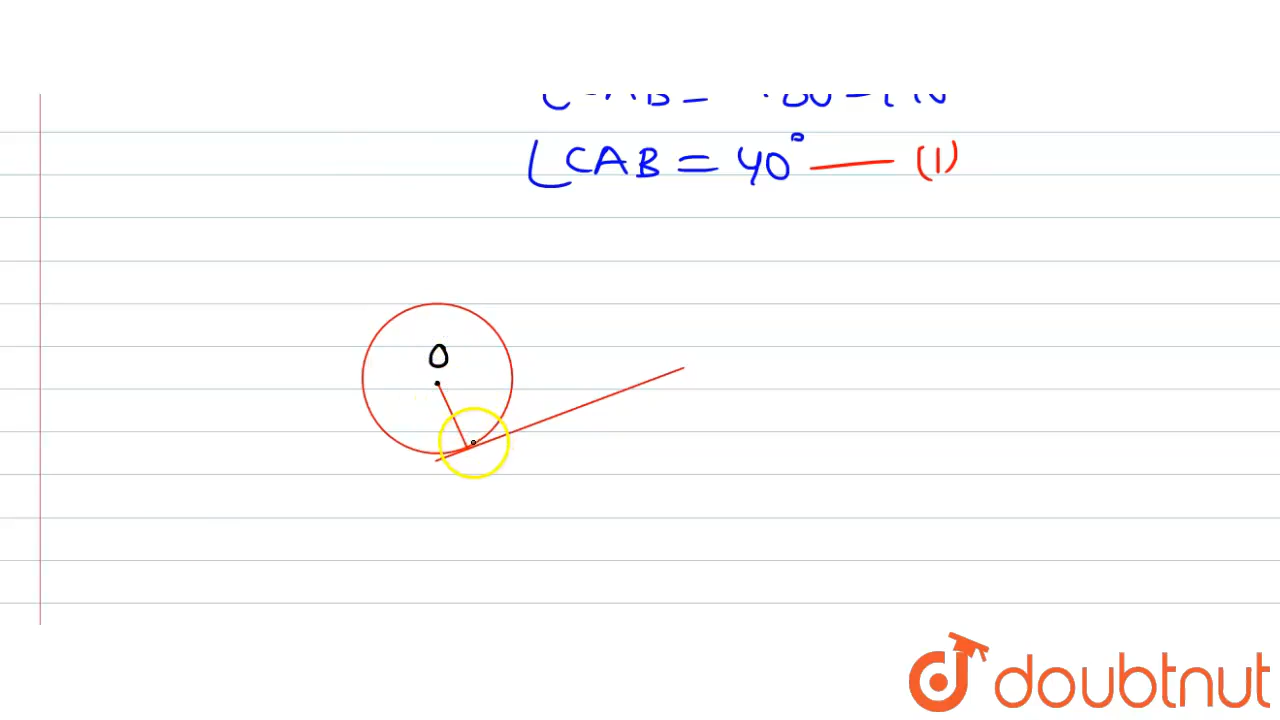 ∠CAB = 40° — (1)
O
doubtnut